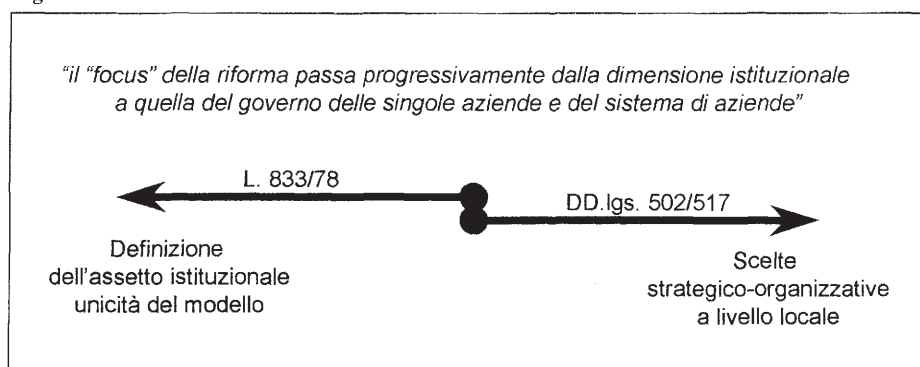 "il "focus" della riforma passa progressivamente dalla dimensione istituzionale
a quella del governo delle singole aziende e del sistema di aziende"
L. 833/78
DD.lgs. 502/517
Definizione
dell'assetto istituzionale
unicità del modello
Scelte
strategico-organizzative
a livello locale